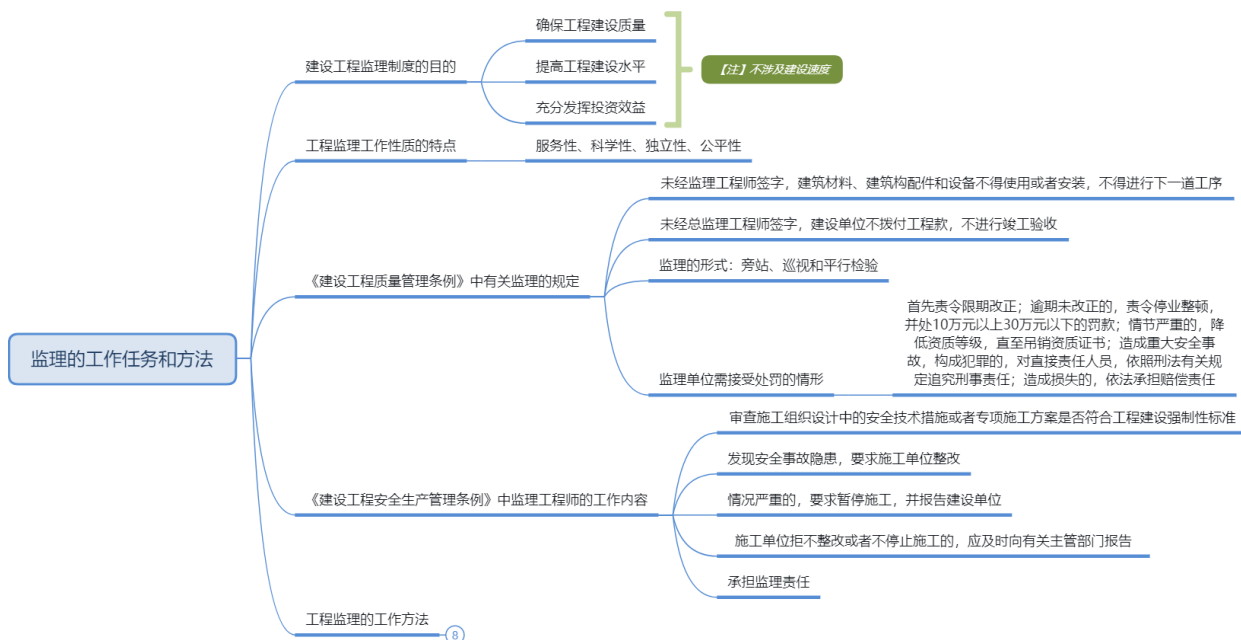 监理的工作任务和方法
建设工程监理制度的目的
确保工程建设质量
提高工程建设水平
充分发挥投资效益
【注】不涉及建设速度
工程监理工作性质的特点
服务性、科学性、独立性、公平性
《建设工程质量管理条例》中有关监理的规定
未经监理工程师签字，建筑材料、建筑构配件和设备不得使用或者安装，不得进行下一道工序
未经总监理工程师签字，建设单位不拨付工程款，不进行竣工验收
监理的形式：旁站、巡视和平行检验
监理单位需接受处罚的情形
首先责令限期改正；逾期未改正的，责令停业整顿，
并处10万元以上30万元以下的罚款；情节严重的，降
低资质等级，直至吊销资质证书；造成重大安全事
故，构成犯罪的，对直接责任人员，依照刑法有关规
定追究刑事责任；造成损失的，依法承担赔偿责任
《建设工程安全生产管理条例》中监理工程师的工作内容
审查施工组织设计中的安全技术措施或者专项施工方案是否符合工程建设强制性标准
发现安全事故隐患，要求施工单位整改
情况严重的，要求暂停施工，并报告建设单位
施工单位拒不整改或者不停止施工的，应及时向有关主管部门报告
承担监理责任
工程监理的工作方法
8